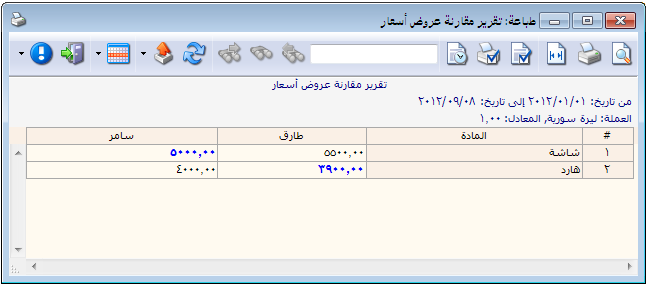 طباعة: تقرير مقارنة عروض أسعار
تقرير مقارنة عروض أسعار
من تاريخ: ٢٠١٢/٠١/٠١ إلى تاريخ: ٢٠١٢/٠٩/٠٨
العملة: ليرة سورية, المعادل: ١,٠٠
# المادة طارق سامر
١ شاشة ٥٥٠٠,٠٠ ٥٠٠٠,٠٠
٢ هارد ٣٩٠٠,٠٠ ٤٠٠٠,٠٠